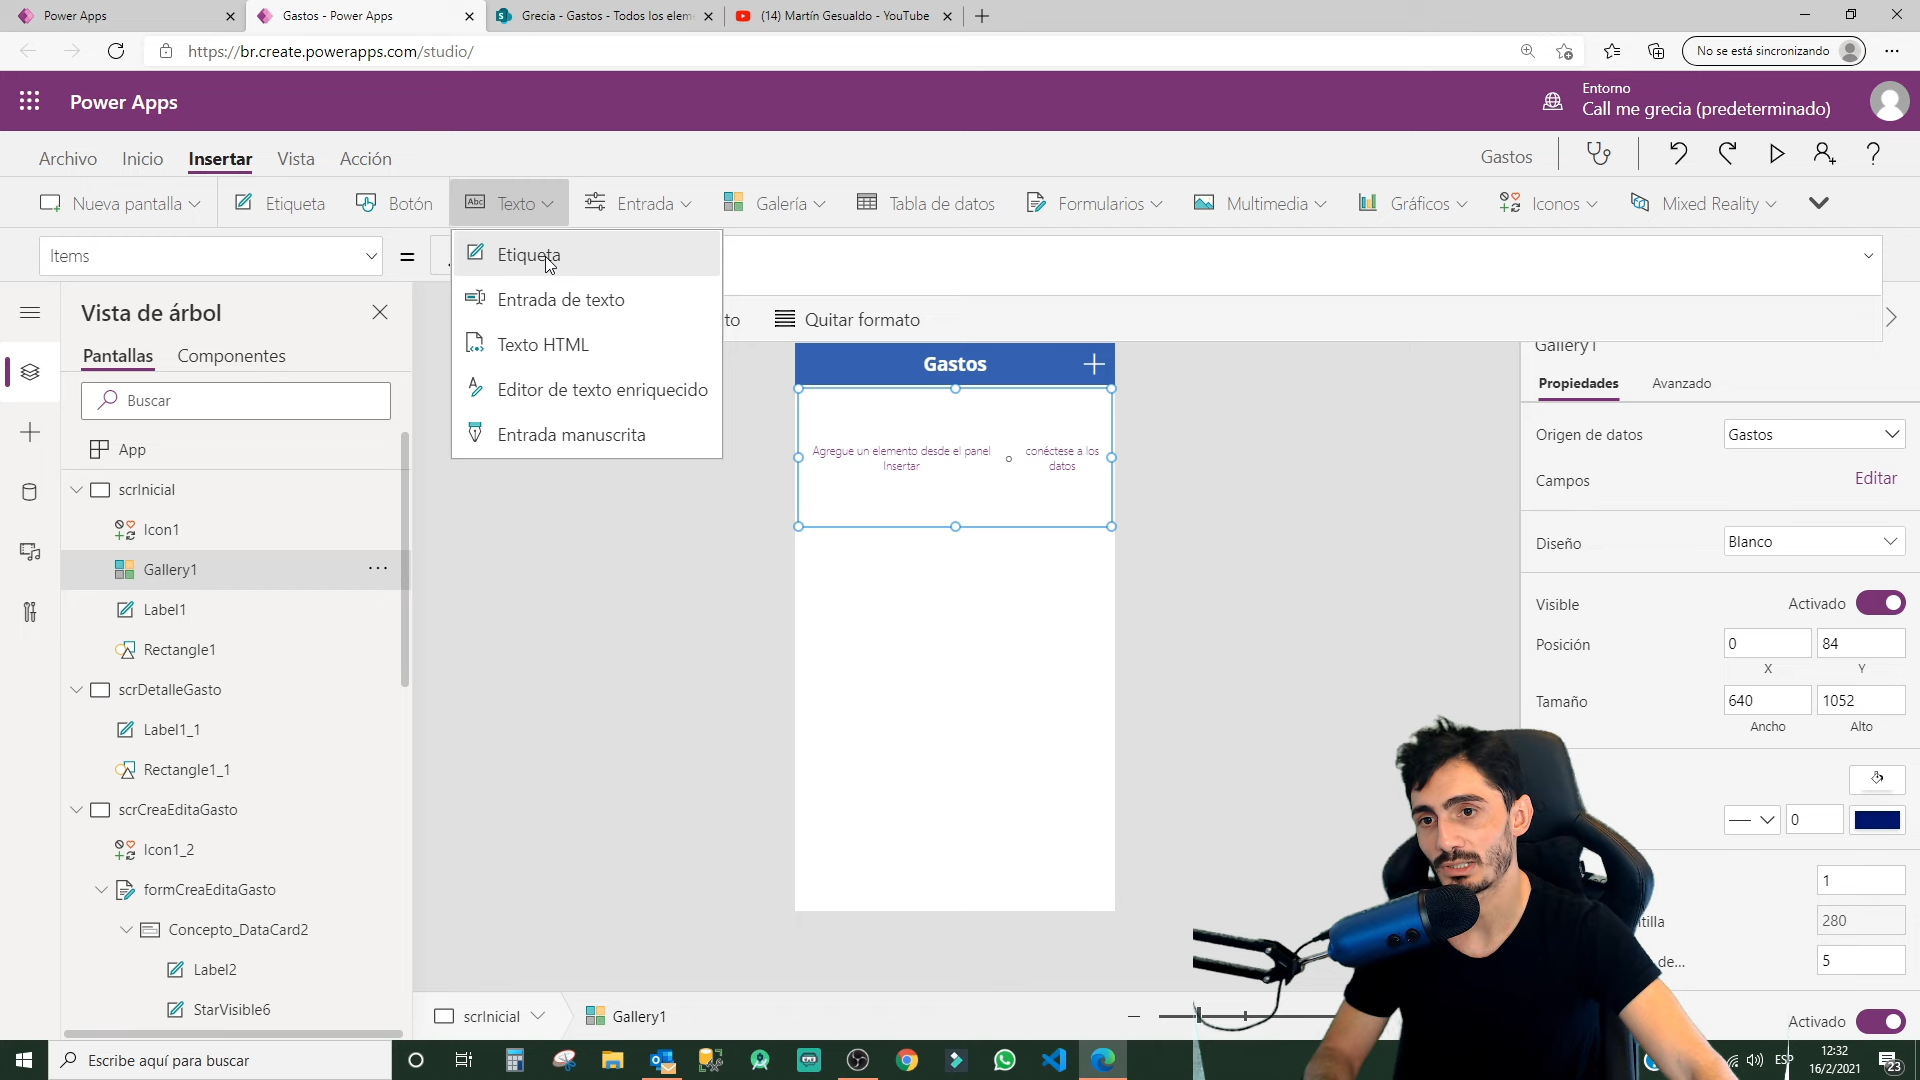 Power Apps
Gastos - Power Apps
Grecia - Gastos - Todos los elem
(14) Martín Gesualdo - YouTube
https://br.create.powerapps.com/studio/
No se está sincronizando
Power Apps
Entorno
Call me grecia (predeterminado)
Archivo
Inicio
Insertar
Vista
Acción
Gastos
Nueva pantalla
Etiqueta
Botón
Abc
Texto
Entrada
Galería
Tabla de datos
Formularios
Multimedia
Gráficos
Iconos
Mixed Reality
Items
=
Etiqueta
Entrada de texto
Texto HTML
Editor de texto enriquecido
Entrada manuscrita
to
Quitar formato
Vista de árbol
Pantallas
Componentes
Buscar
App
scrInicial
Icon1
Gallery1
...
Label1
Rectangle1
scrDetalleGasto
Label1_1
Rectangle1_1
scrCreaEditaGasto
Icon1_2
formCreaEditaGasto
Concepto_DataCard2
Label2
StarVisible6
Gastos
Agregue un elemento desde el panel
Insertar
o
conéctese a los
datos
Gallery1
Propiedades
Avanzado
Origen de datos
Gastos
Campos
Editar
Diseño
Blanco
Visible
Activado
Posición
0
84
X
Y
Tamaño
640
1052
Ancho
Alto
0
1
tilla
280
de...
5
Activado
scrInicial
Gallery1
Escribe aquí para buscar
ESP
12:32
16/2/2021
23